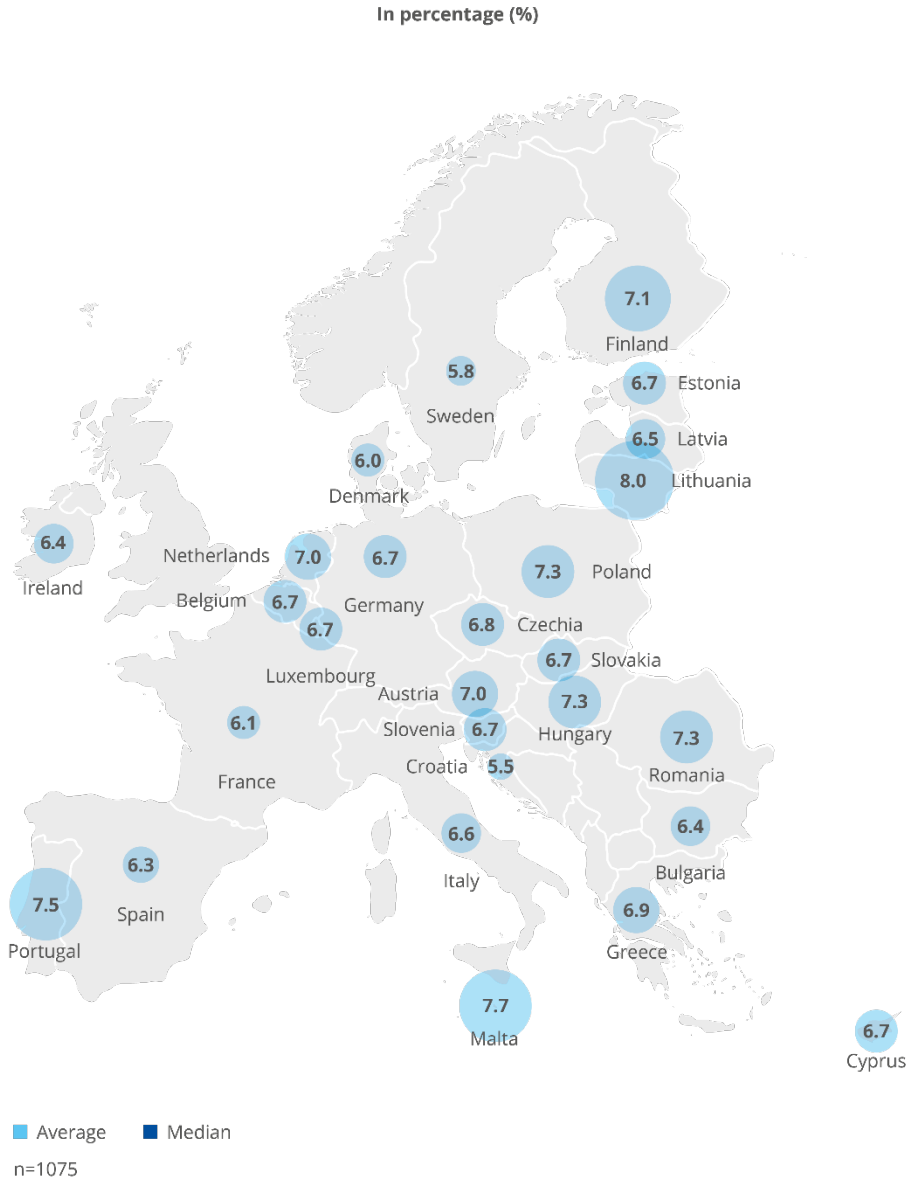 In percentage (%)
7.1
Finland
5.8
Sweden
6.7 Estonia
6.5 Latvia
8.0 Lithuania
6.0
Denmark
6.4
Ireland
Netherlands 7.0
6.7
Germany
7.3 Poland
Belgium 6.7
6.7
Luxembourg
6.8 Czechia
6.7 Slovakia
Austria 7.0
7.3
Hungary
Slovenia 6.7
Croatia 5.5
6.1
France
7.3
Romania
6.4
Bulgaria
6.6
Italy
6.3
Spain
7.5
Portugal
6.9
Greece
7.7
Malta
6.7
Cyprus
Average Median
n=1075